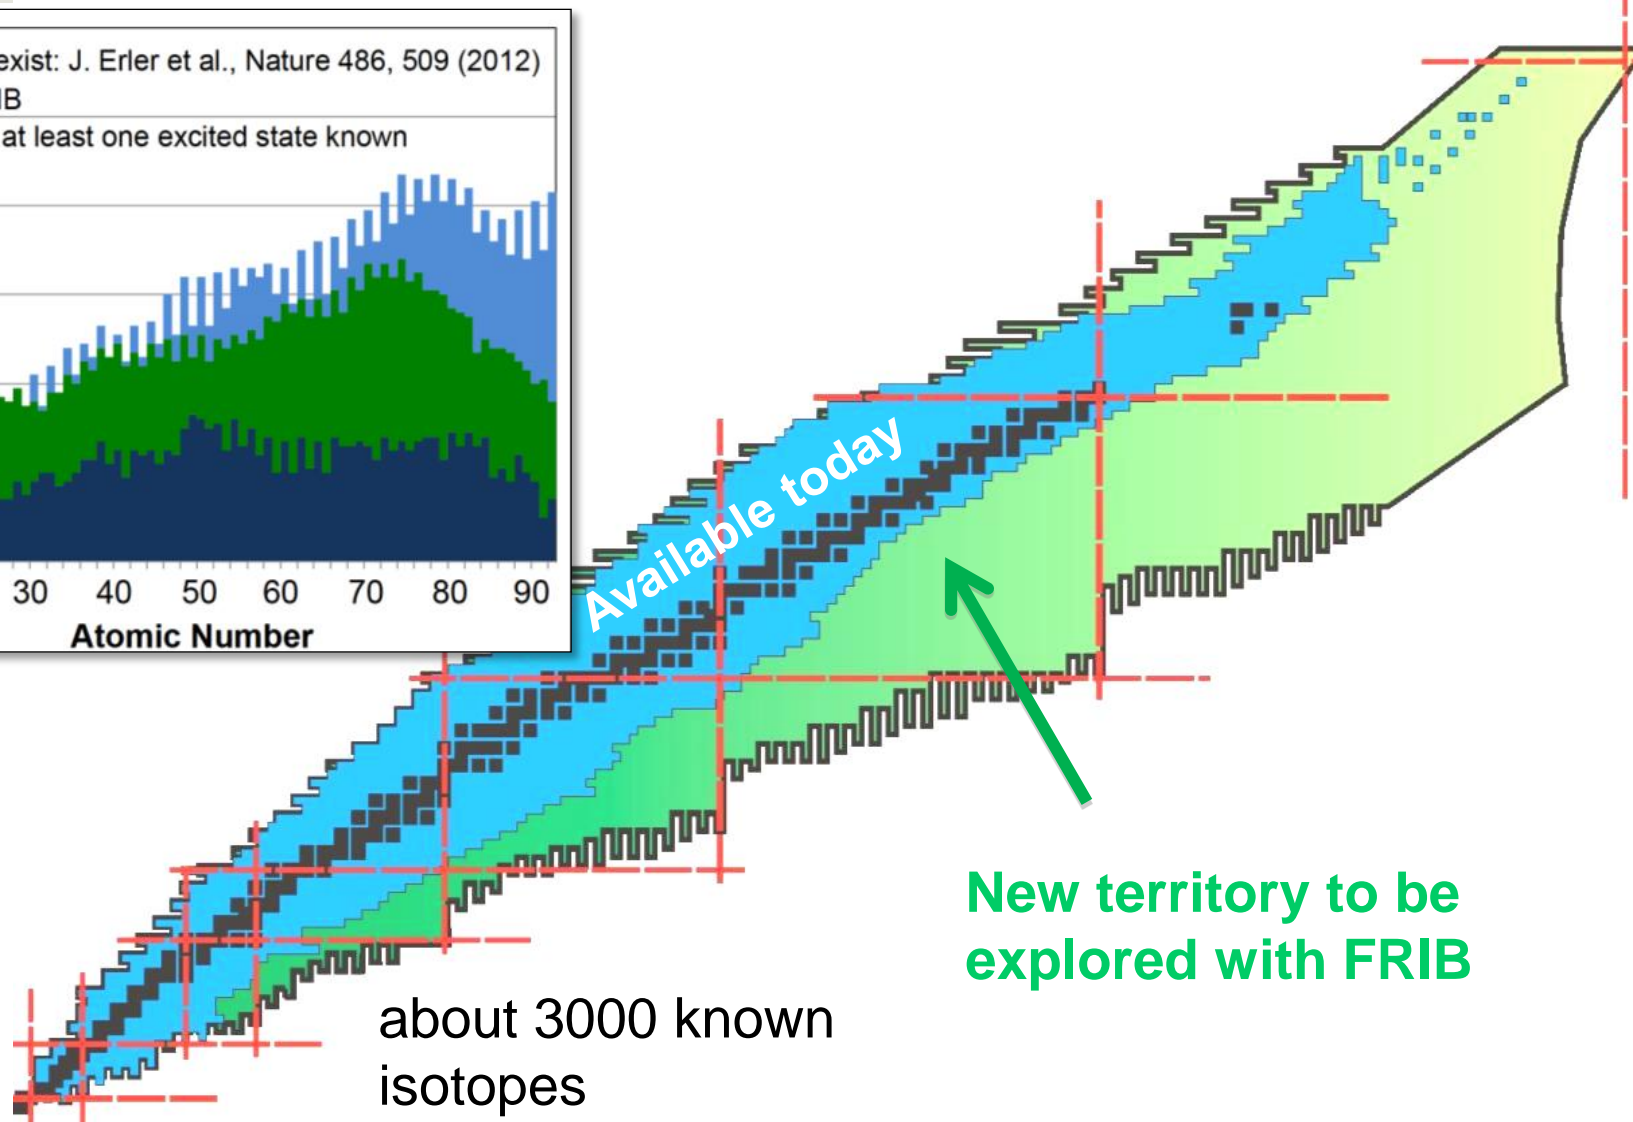 exist: J. Erler et al., Nature 486, 509 (2012)
IB
at least one excited state known
30 40 50 60 70 80 90
Atomic Number
Available today
New territory to be
explored with FRIB
about 3000 known
isotopes